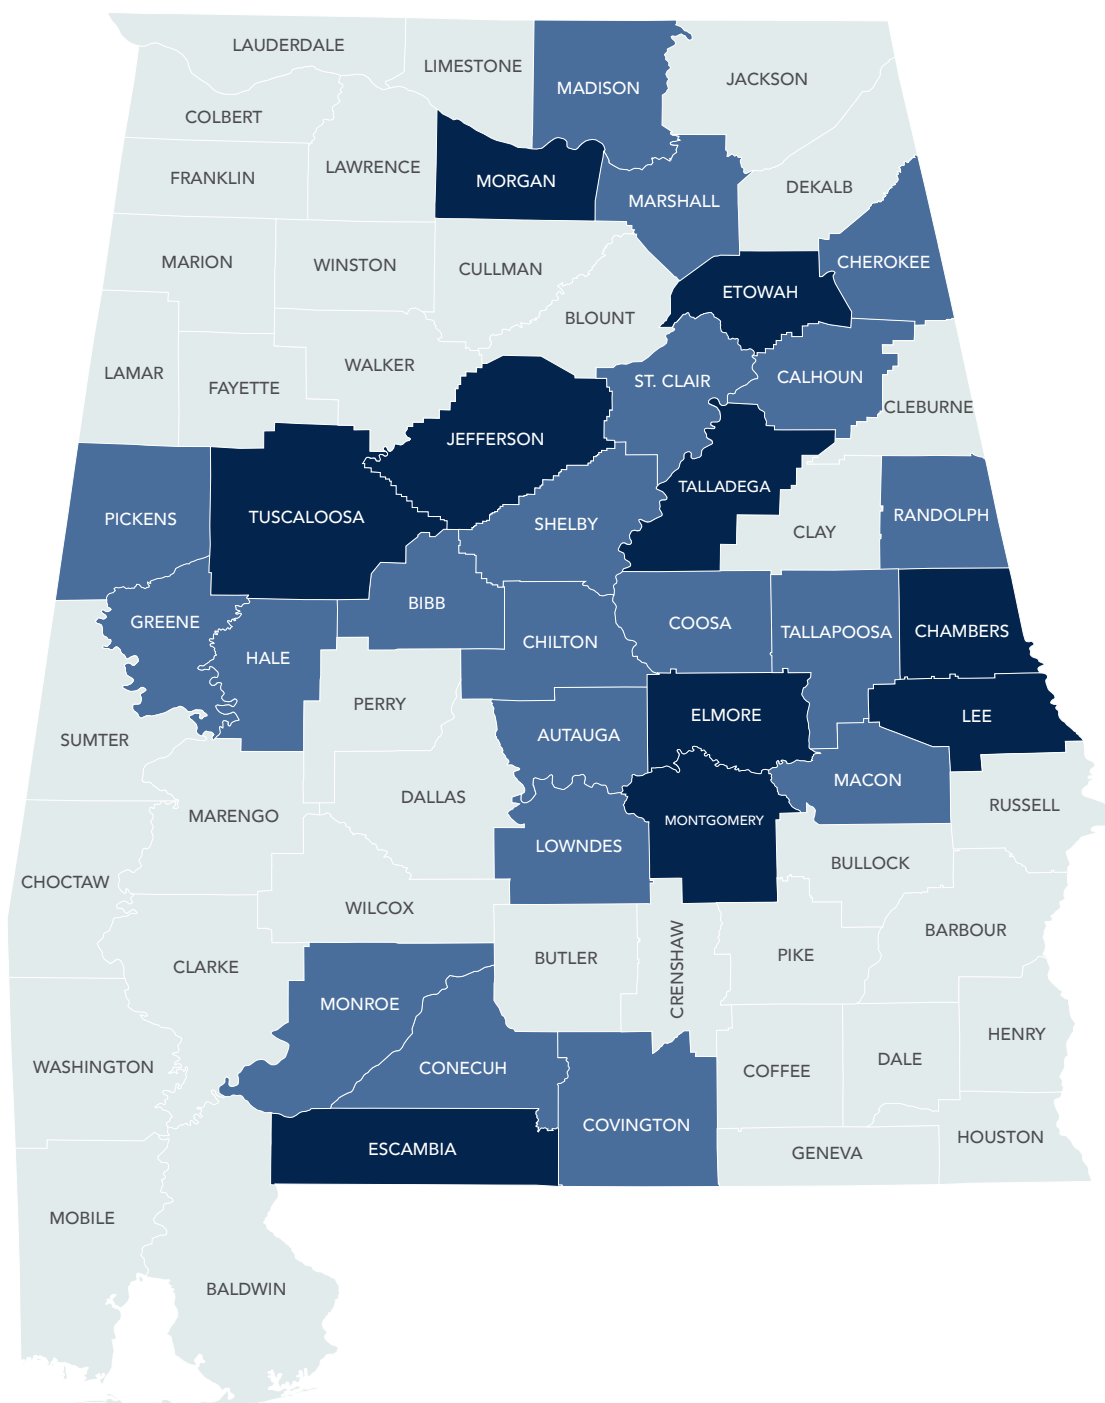 LAUDERDALE
LIMESTONE
MADISON
JACKSON
COLBERT
LAWRENCE
FRANKLIN
MORGAN
MARSHALL
DEKALB
MARION
WINSTON
CULLMAN
CHEROKEE
ETOWAH
BLOUNT
LAMAR
FAYETTE
WALKER
ST. CLAIR
CALHOUN
CLEBURNE
JEFFERSON
TALLADEGA
PICKENS
TUSCALOOSA
SHELBY
CLAY
RANDOLPH
GREENE
BIBB
HALE
CHILTON
COOSA
TALLAPOOSA
CHAMBERS
PERRY
SUMTER
AUTAUGA
ELMORE
LEE
MACON
DALLAS
MARENGO
LOWNDES
MONTGOMERY
RUSSELL
BULLOCK
CHOCTAW
WILCOX
CLARKE
BUTLER
CRENSHAW
PIKE
BARBOUR
MONROE
WASHINGTON
CONECUH
COFFEE
DALE
HENRY
ESCAMBIA
COVINGTON
GENEVA
HOUSTON
MOBILE
BALDWIN